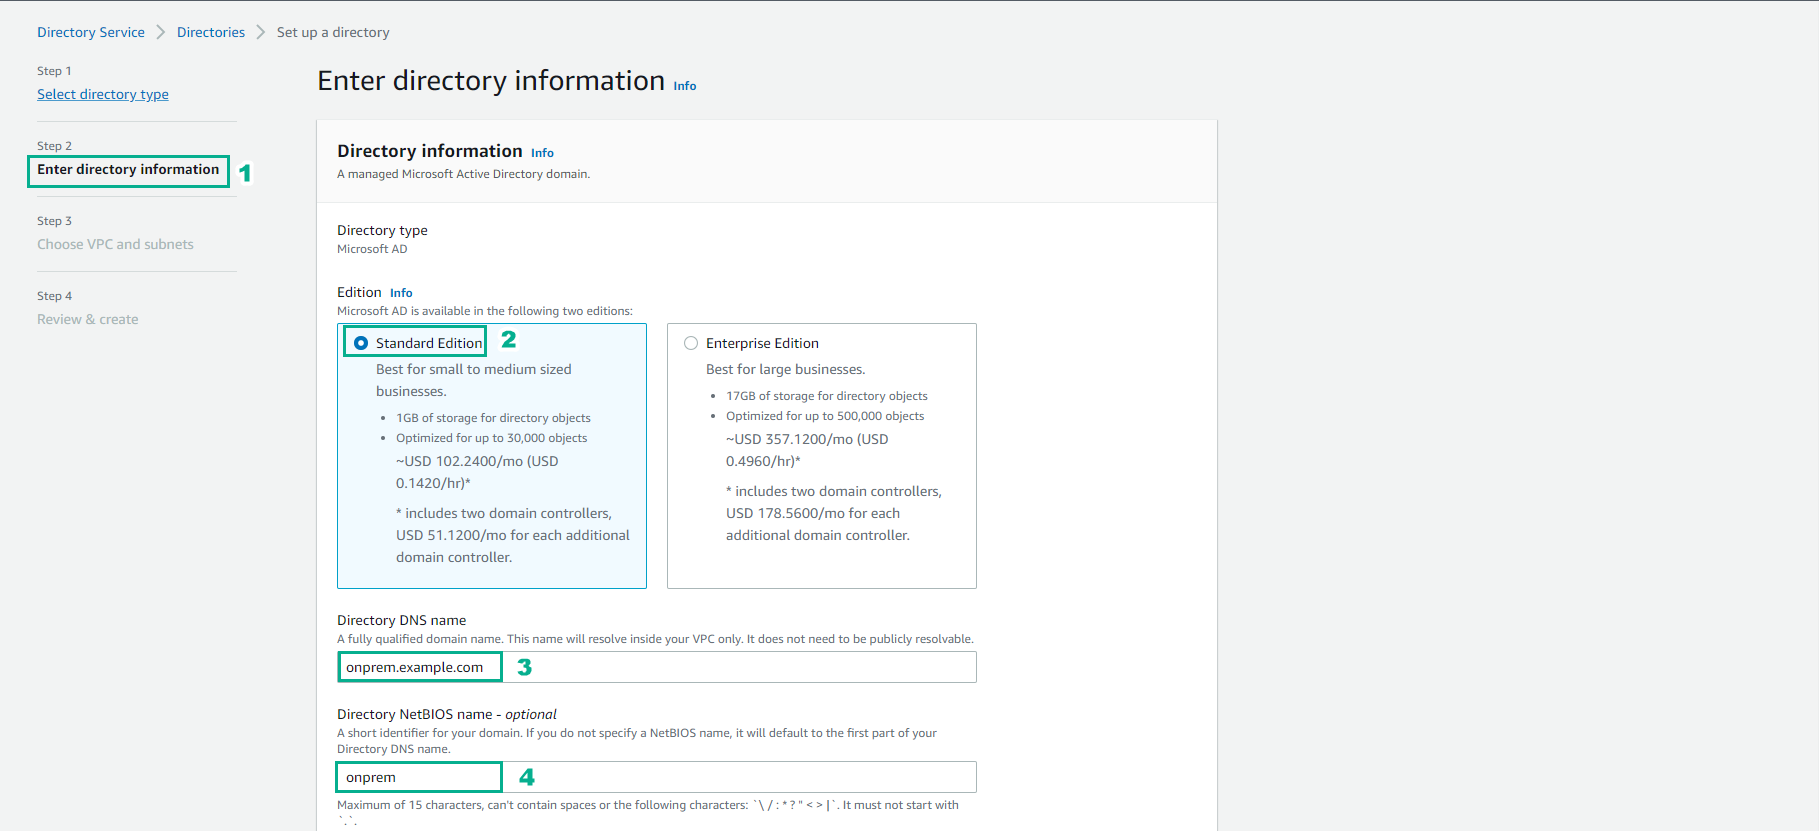 Directory Service > Directories > Set up a directory
Step 1
Select directory type
Step 2
Enter directory information 1
Step 3
Choose VPC and subnets
Step 4
Review & create
Enter directory information Info
Directory information Info
A managed Microsoft Active Directory domain.
Directory type
Microsoft AD
Edition Info
Microsoft AD is available in the following two editions:
Standard Edition 2
Best for small to medium sized
businesses.
• 1GB of storage for directory objects
• Optimized for up to 30,000 objects
~USD 102.2400/mo (USD
0.1420/hr)*
* includes two domain controllers,
USD 51.1200/mo for each additional
domain controller.
Enterprise Edition
Best for large businesses.
• 17GB of storage for directory objects
• Optimized for up to 500,000 objects
~USD 357.1200/mo (USD
0.4960/hr)*
* includes two domain controllers,
USD 178.5600/mo for each
additional domain controller.
Directory DNS name
A fully qualified domain name. This name will resolve inside your VPC only. It does not need to be publicly resolvable.
onprem.example.com 3
Directory NetBIOS name - optional
A short identifier for your domain. If you do not specify a NetBIOS name, it will default to the first part of your
Directory DNS name.
onprem 4
Maximum of 15 characters, can't contain spaces or the following characters: `\ / : * ? " < > |`. It must not start with
`.`.